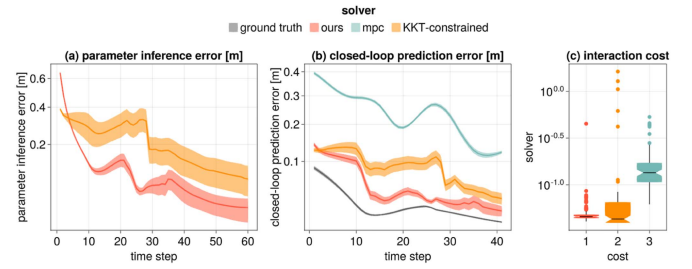 solver
ground truth ours mpc KKT-constrained
(a) parameter inference error [m]
parameter inference error [m]
0.6
0.4
0.2
0 10 20 30 40 50 60
time step
(b) closed-loop prediction error [m]
closed-loop prediction error [m]
0.4
0.3
0.2
0.1
0 10 20 30 40
time step
(c) interaction cost
solver
10^0.0
10^-0.5
10^-1.0
1 2 3
cost